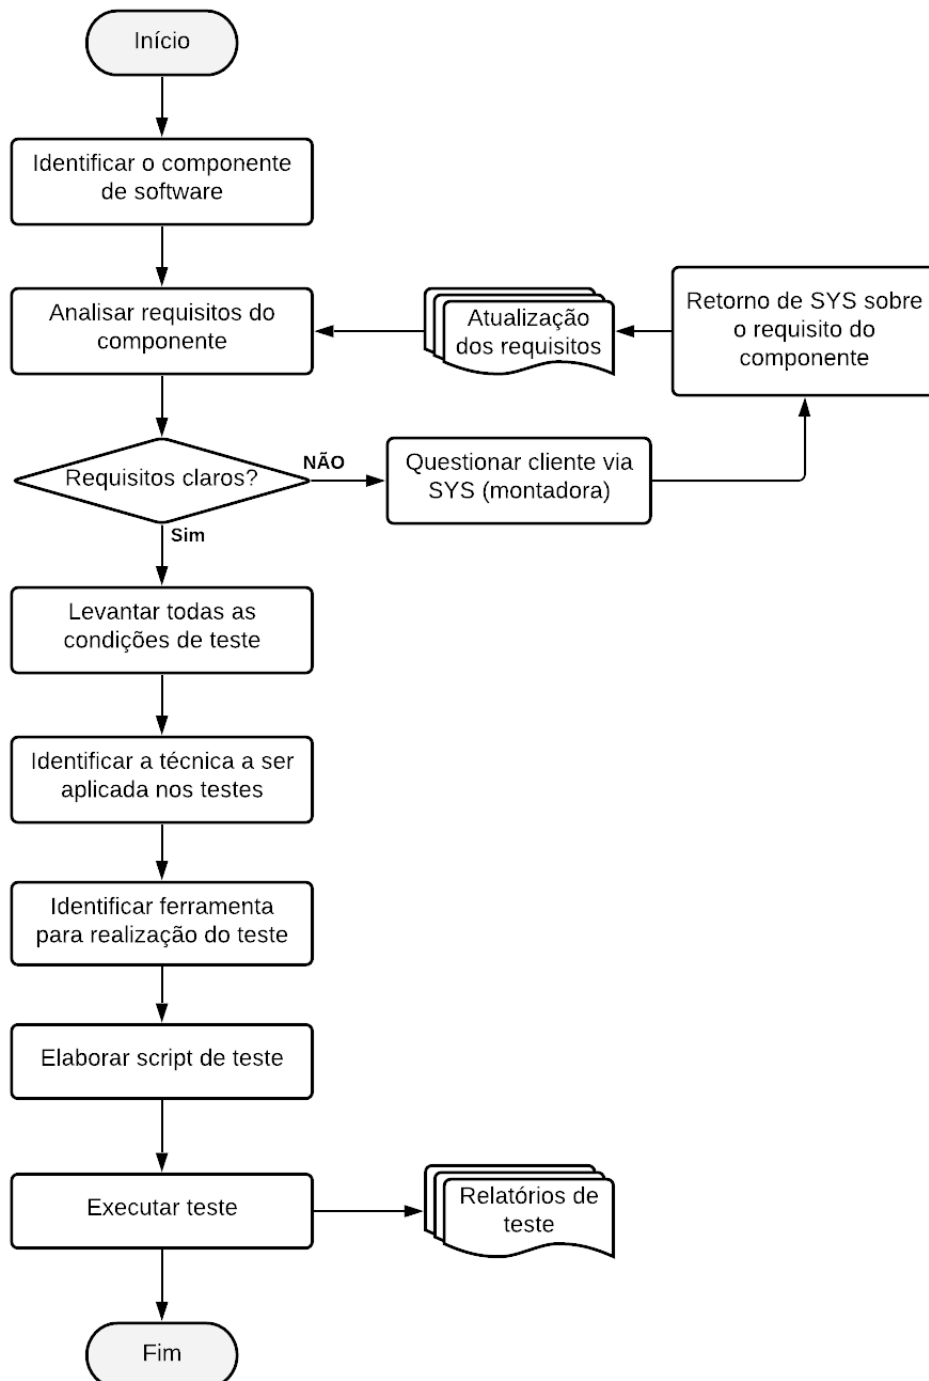 Início
Identificar o componente
de software
Analisar requisitos do
componente
Atualização
dos requisitos
Retorno de SYS sobre
o requisito do
componente
Requisitos claros?
NÃO
Questionar cliente via
SYS (montadora)
Sim
Levantar todas as
condições de teste
Identificar a técnica a ser
aplicada nos testes
Identificar ferramenta
para realização do teste
Elaborar script de teste
Executar teste
Relatórios de
teste
Fim